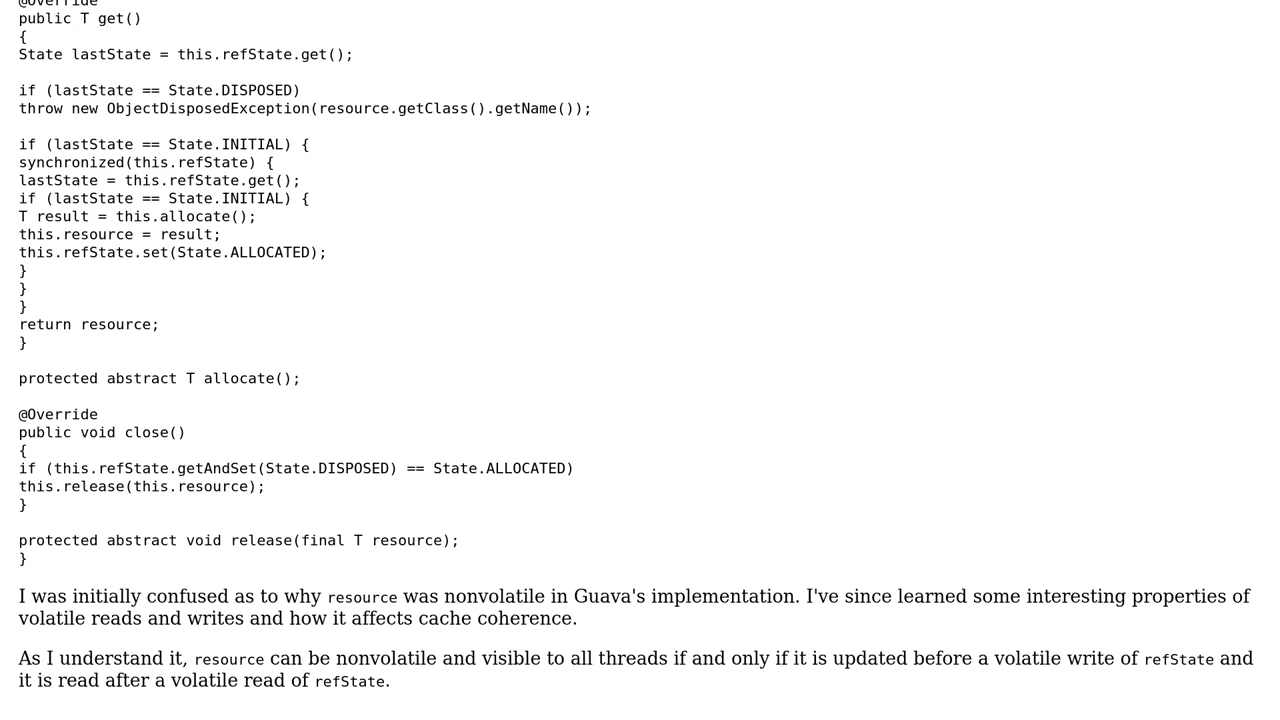 @Override
public T get()
{
State lastState = this.refState.get();

if (lastState == State.DISPOSED)
throw new ObjectDisposedException(resource.getClass().getName());

if (lastState == State.INITIAL) {
synchronized(this.refState) {
lastState = this.refState.get();
if (lastState == State.INITIAL) {
T result = this.allocate();
this.resource = result;
this.refState.set(State.ALLOCATED);
}
}
}
return resource;
}

protected abstract T allocate();

@Override
public void close()
{
if (this.refState.getAndSet(State.DISPOSED) == State.ALLOCATED)
this.release(this.resource);
}

protected abstract void release(final T resource);
}

I was initially confused as to why resource was nonvolatile in Guava's implementation. I've since learned some interesting properties of
volatile reads and writes and how it affects cache coherence.

As I understand it, resource can be nonvolatile and visible to all threads if and only if it is updated before a volatile write of refState and
it is read after a volatile read of refState.